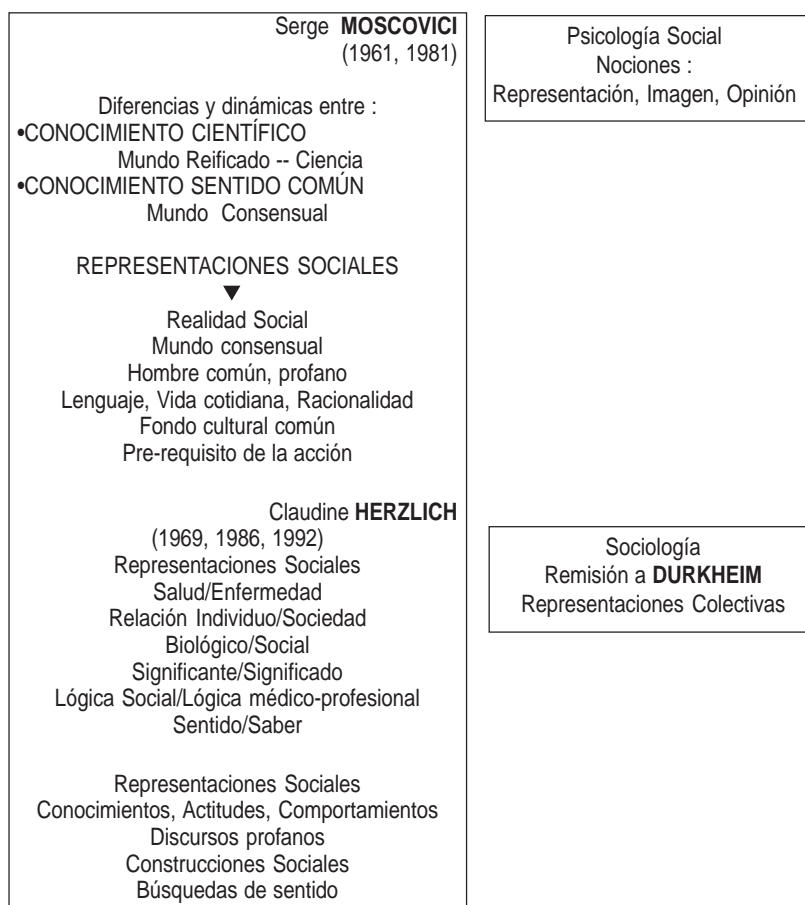 Serge MOSCOVICI
(1961, 1981)
Diferencias y dinámicas entre :
•CONOCIMIENTO CIENTÍFICO
Mundo Reificado -- Ciencia
•CONOCIMIENTO SENTIDO COMÚN
Mundo Consensual
REPRESENTACIONES SOCIALES
▼
Realidad Social
Mundo consensual
Hombre común, profano
Lenguaje, Vida cotidiana, Racionalidad
Fondo cultural común
Pre-requisito de la acción
Claudine HERZLICH
(1969, 1986, 1992)
Representaciones Sociales
Salud/Enfermedad
Relación Individuo/Sociedad
Biológico/Social
Significante/Significado
Lógica Social/Lógica médico-profesional
Sentido/Saber
Representaciones Sociales
Conocimientos, Actitudes, Comportamientos
Discursos profanos
Construcciones Sociales
Búsquedas de sentido
Psicología Social
Nociones :
Representación, Imagen, Opinión
Sociología
Remisión a DURKHEIM
Representaciones Colectivas